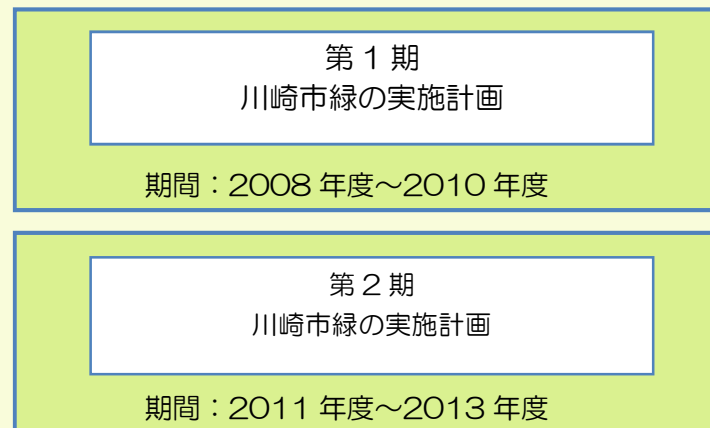 第 1 期
川崎市緑の実施計画
期間：2008 年度～2010 年度
第 2 期
川崎市緑の実施計画
期間：2011 年度～2013 年度